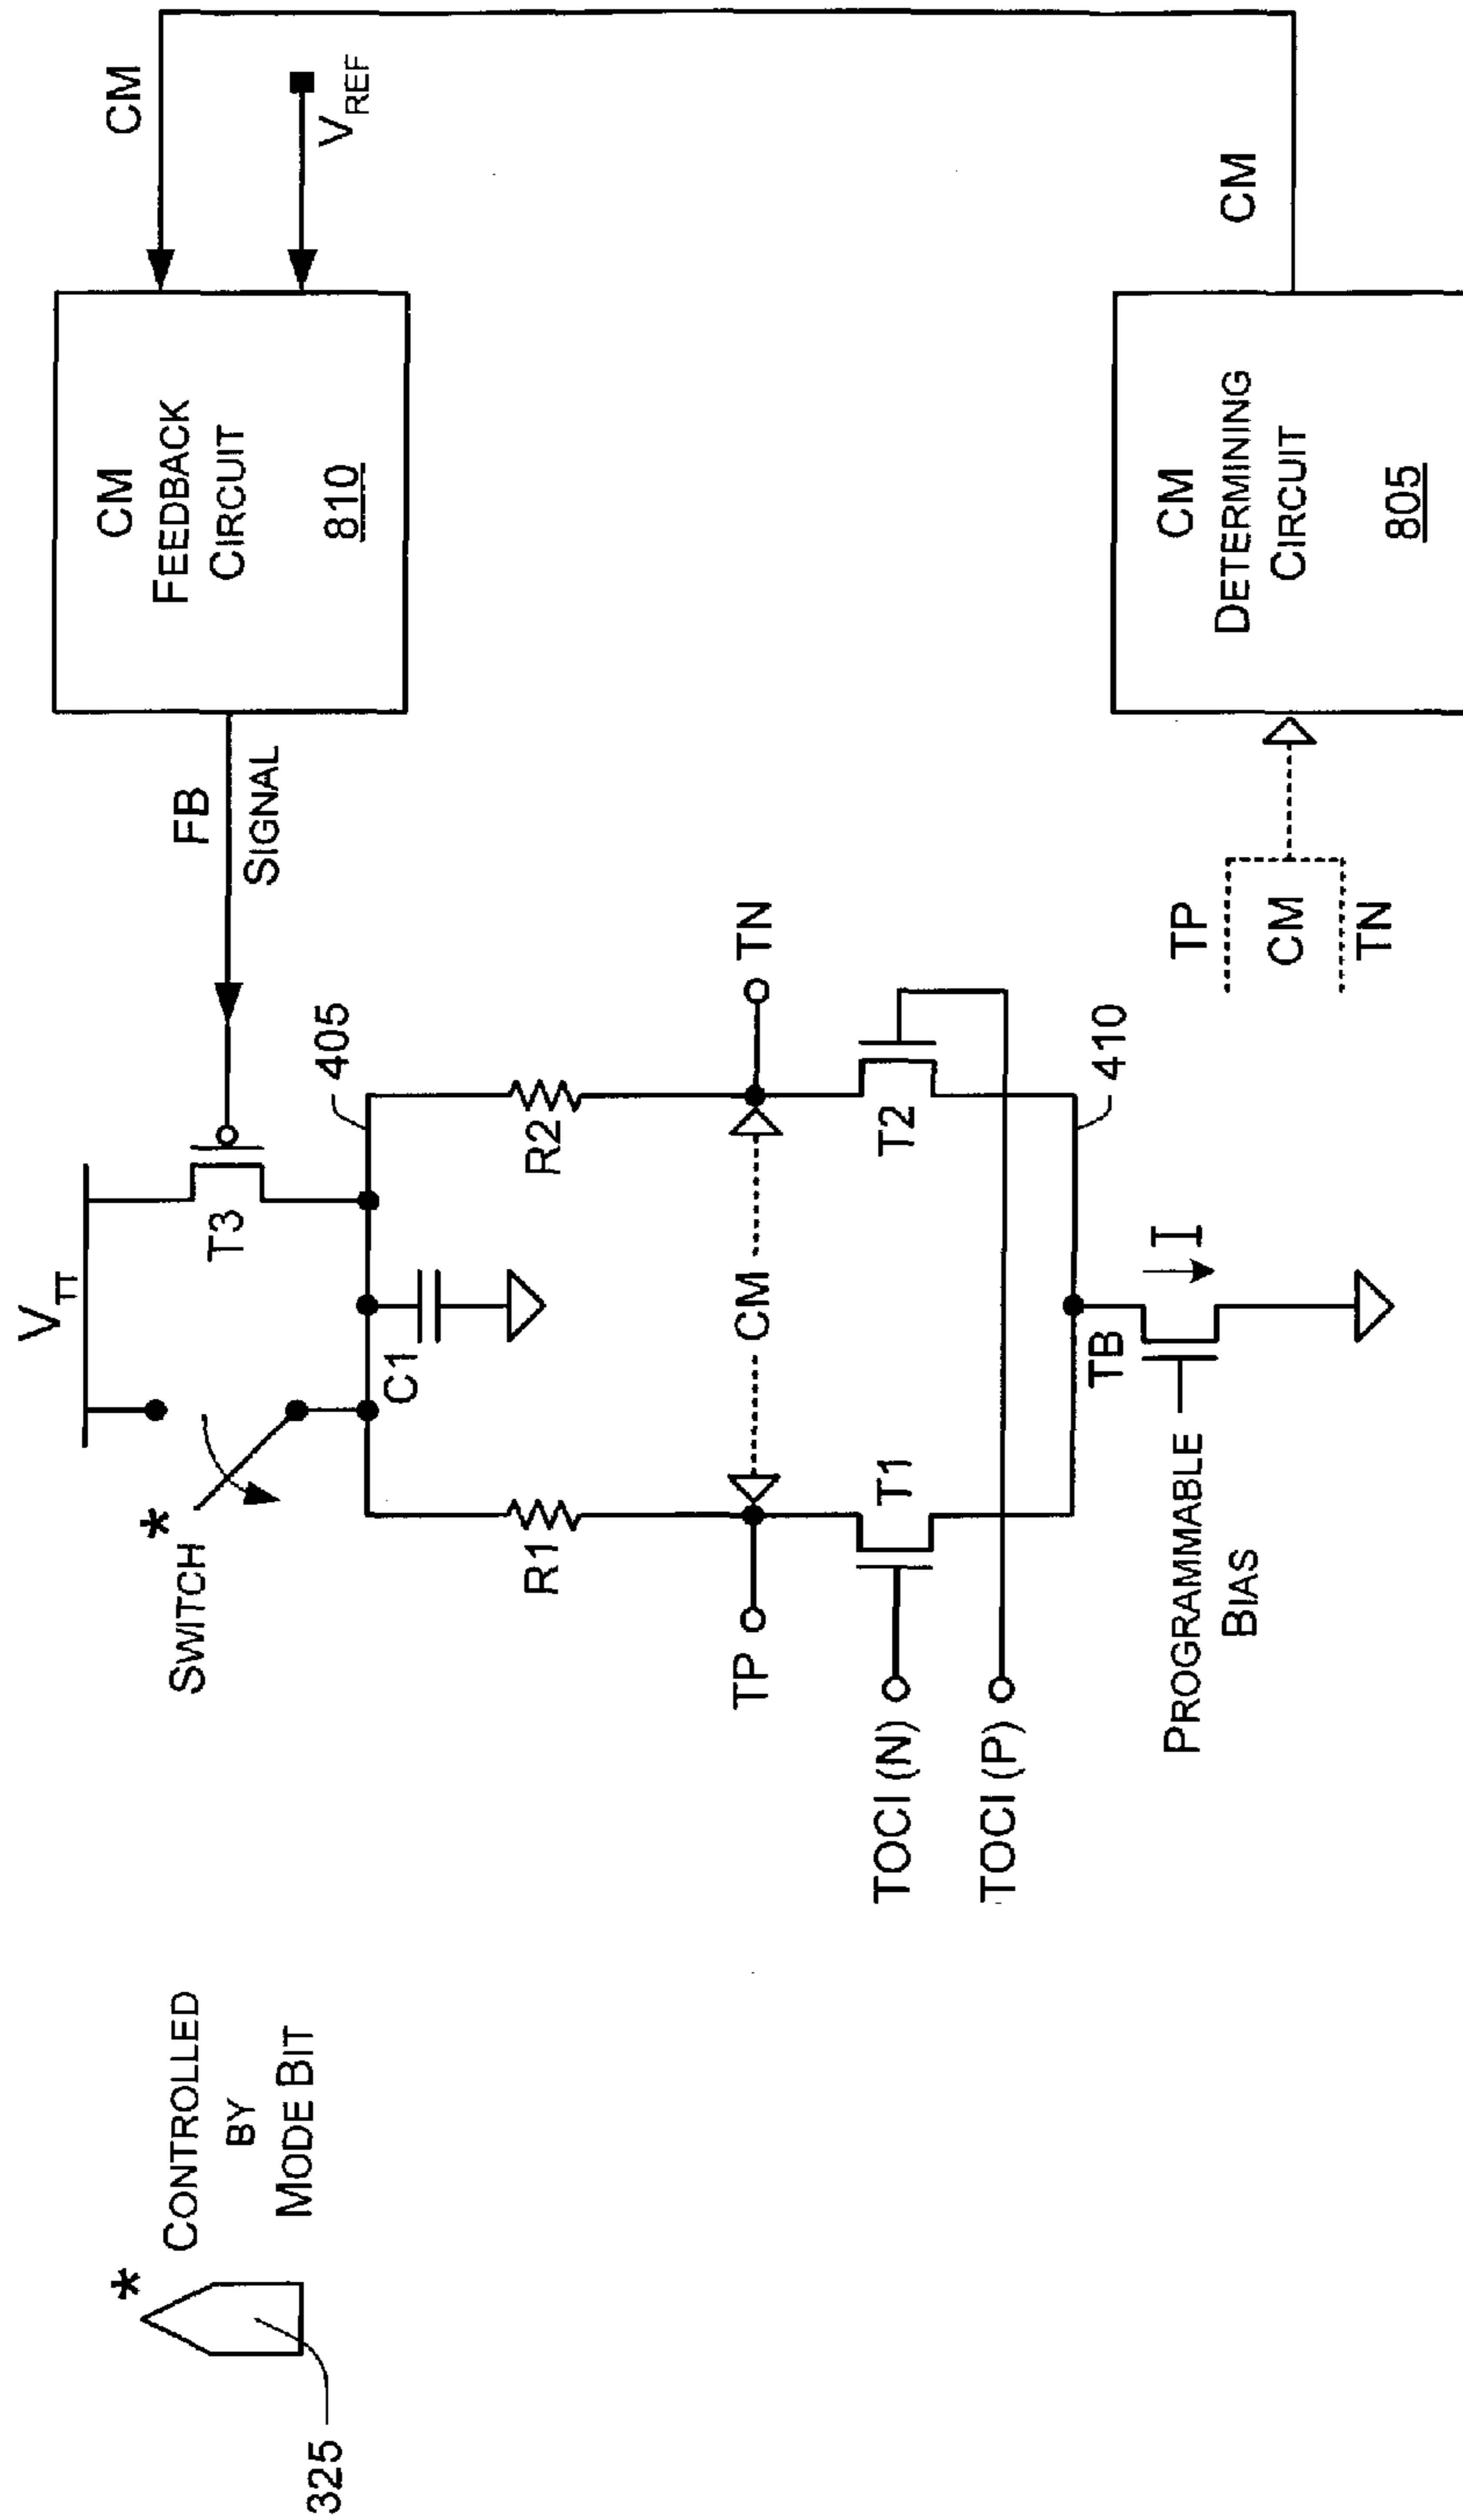 325
*
CONTROLLED
BY
MODE BIT
SWITCH *
VTT
T3
FB
SIGNAL
CM
FEEDBACK
CIRCUIT
810
CM
VREF
405
C1
R1
R2
TP
CM
TN
TOCI (N)
TOCI (P)
T1
T2
410
TB
I
PROGRAMMABLE
BIAS
TP
CM
TN
CM
DETERMINING
CIRCUIT
805
CM